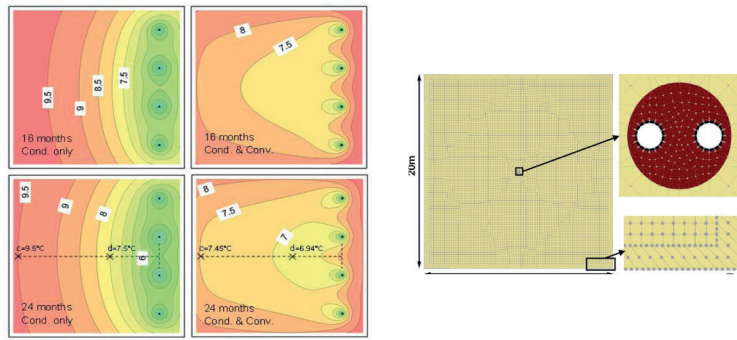 9.5
9
8.5
8
7.5
16 months
Cond. only
8
7.5
16 months
Cond. & Conv.
9.5
9
8
c=9.5°C
d=7.5°C
6
24 months
Cond. only
8
7.5
7
c=7.45°C
d=6.94°C
24 months
Cond. & Conv.
20m